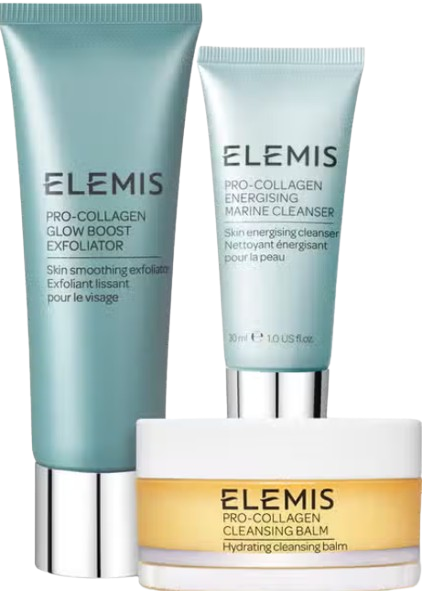 ELEMIS
PRO-COLLAGEN
GLOW BOOST
EXFOLIATOR
Skin smoothing exfoliator
Exfoliant lissant
pour le visage
ELEMIS
PRO-COLLAGEN
ENERGISING
MARINE CLEANSER
Skin energising cleanser
Nettoyant énergisant
pour la peau
30 ml ℮ 1.0 US fl.oz.
ELEMIS
PRO-COLLAGEN
CLEANSING BALM
Hydrating cleansing balm